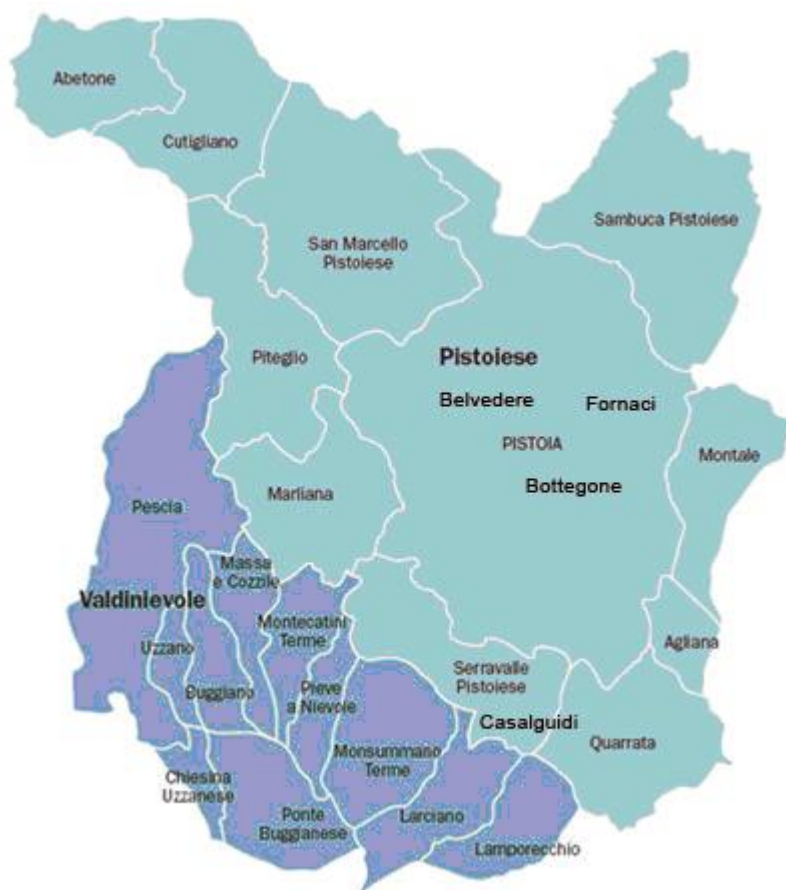 Abetone
Cutigliano
Sambuca Pistoiese
San Marcello
Pistoiese
Piteglio
Pistoiese
Belvedere
Fornaci
PISTOIA
Montale
Bottegone
Marliana
Pescia
Massa
e Cozzile
Valdinievole
Montecatini
Terme
Uzzano
Agliana
Serravalle
Pistoiese
Buggiano
Pieve
a Nievole
Casalguidi
Quarrata
Monsummano
Terme
Chiesina
Uzzanese
Ponte
Buggianese
Larciano
Lamporecchio